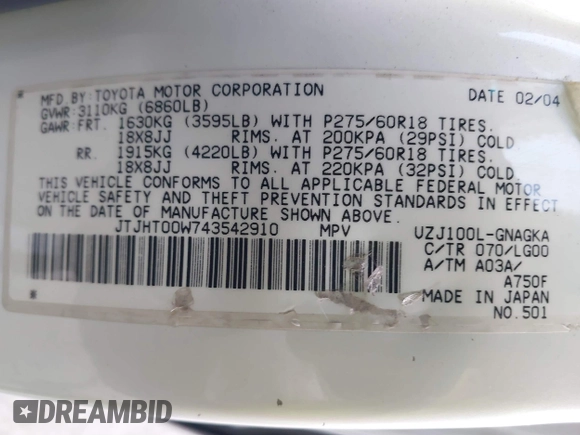 MFD.BY:TOYOTA MOTOR CORPORATION DATE 02/04
GVWR:3110KG (6860LB)
GAWR:FRT. 1630KG (3595LB) WITH P275/60R18 TIRES.
18X8JJ RIMS. AT 200KPA (29PSI) COLD
RR. 1915KG (4220LB) WITH P275/60R18 TIRES.
18X8JJ RIMS. AT 220KPA (32PSI) COLD
THIS VEHICLE CONFORMS TO ALL APPLICABLE FEDERAL MOTOR
VEHICLE SAFETY AND THEFT PREVENTION STANDARDS IN EFFECT
ON THE DATE OF MANUFACTURE SHOWN ABOVE.
JTJHT00W743542910 MPV UZJ100L-GNAGKA
C/TR 070/LG00
A/TM A03A/
A750F
MADE IN JAPAN
NO.501
DREAMBID